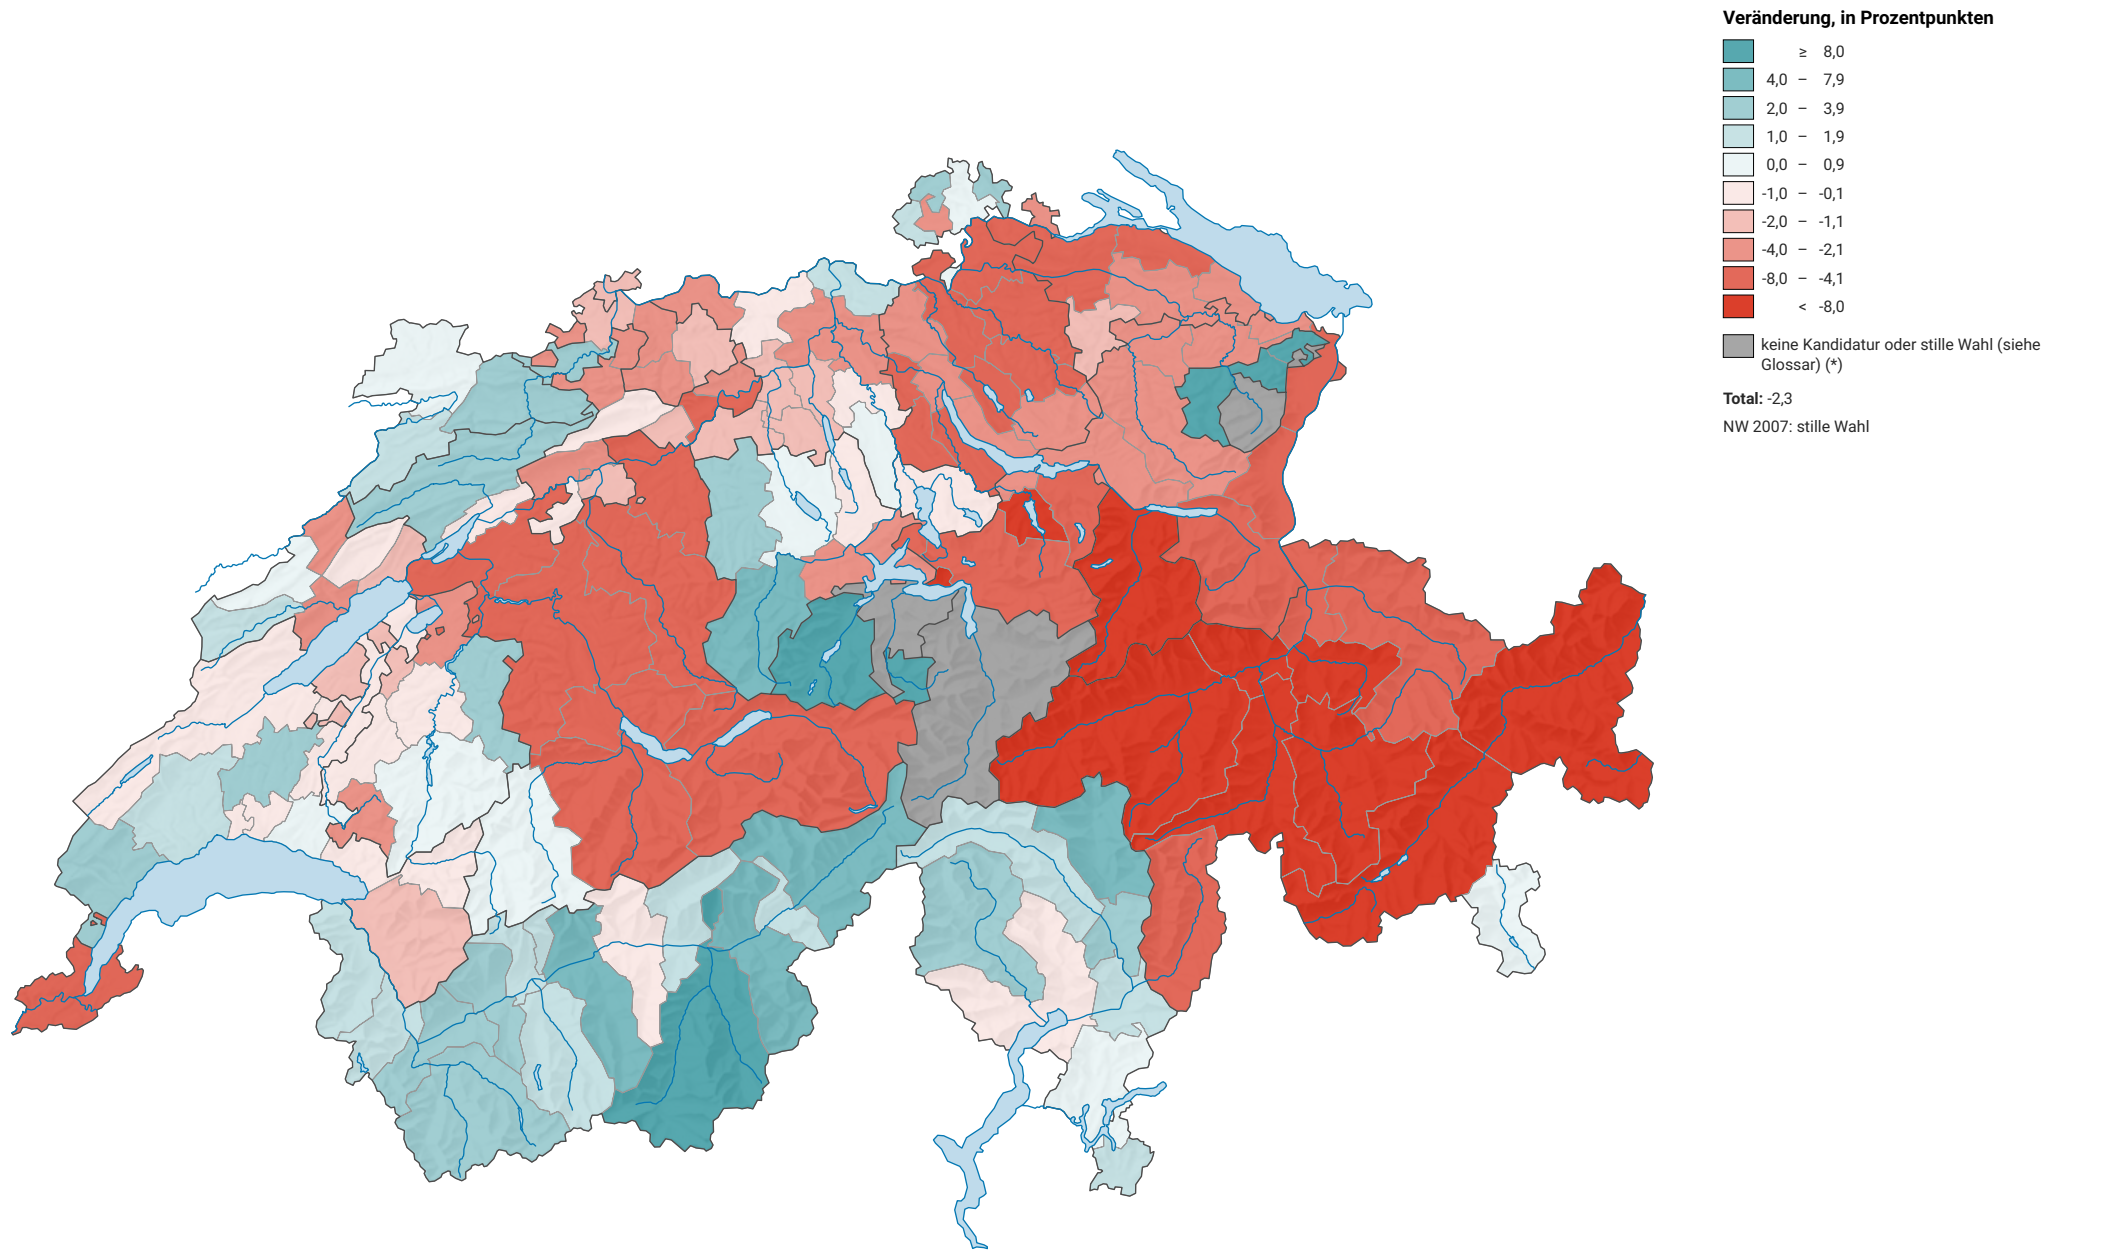 Veränderung, in Prozentpunkten
≥ 8,0
4,0 – 7,9
2,0 – 3,9
1,0 – 1,9
0,0 – 0,9
-1,0 – -0,1
-2,0 – -1,1
-4,0 – -2,1
-8,0 – -4,1
< -8,0
keine Kandidatur oder stille Wahl (siehe
Glossar) (*)
Total: -2,3
NW 2007: stille Wahl